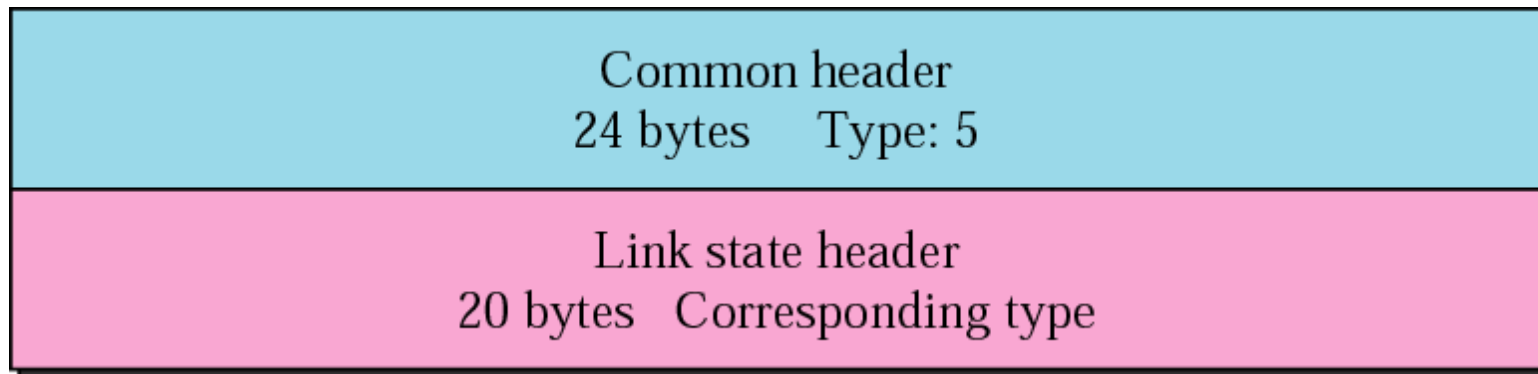 Common header
24 bytes Type: 5
Link state header
20 bytes Corresponding type